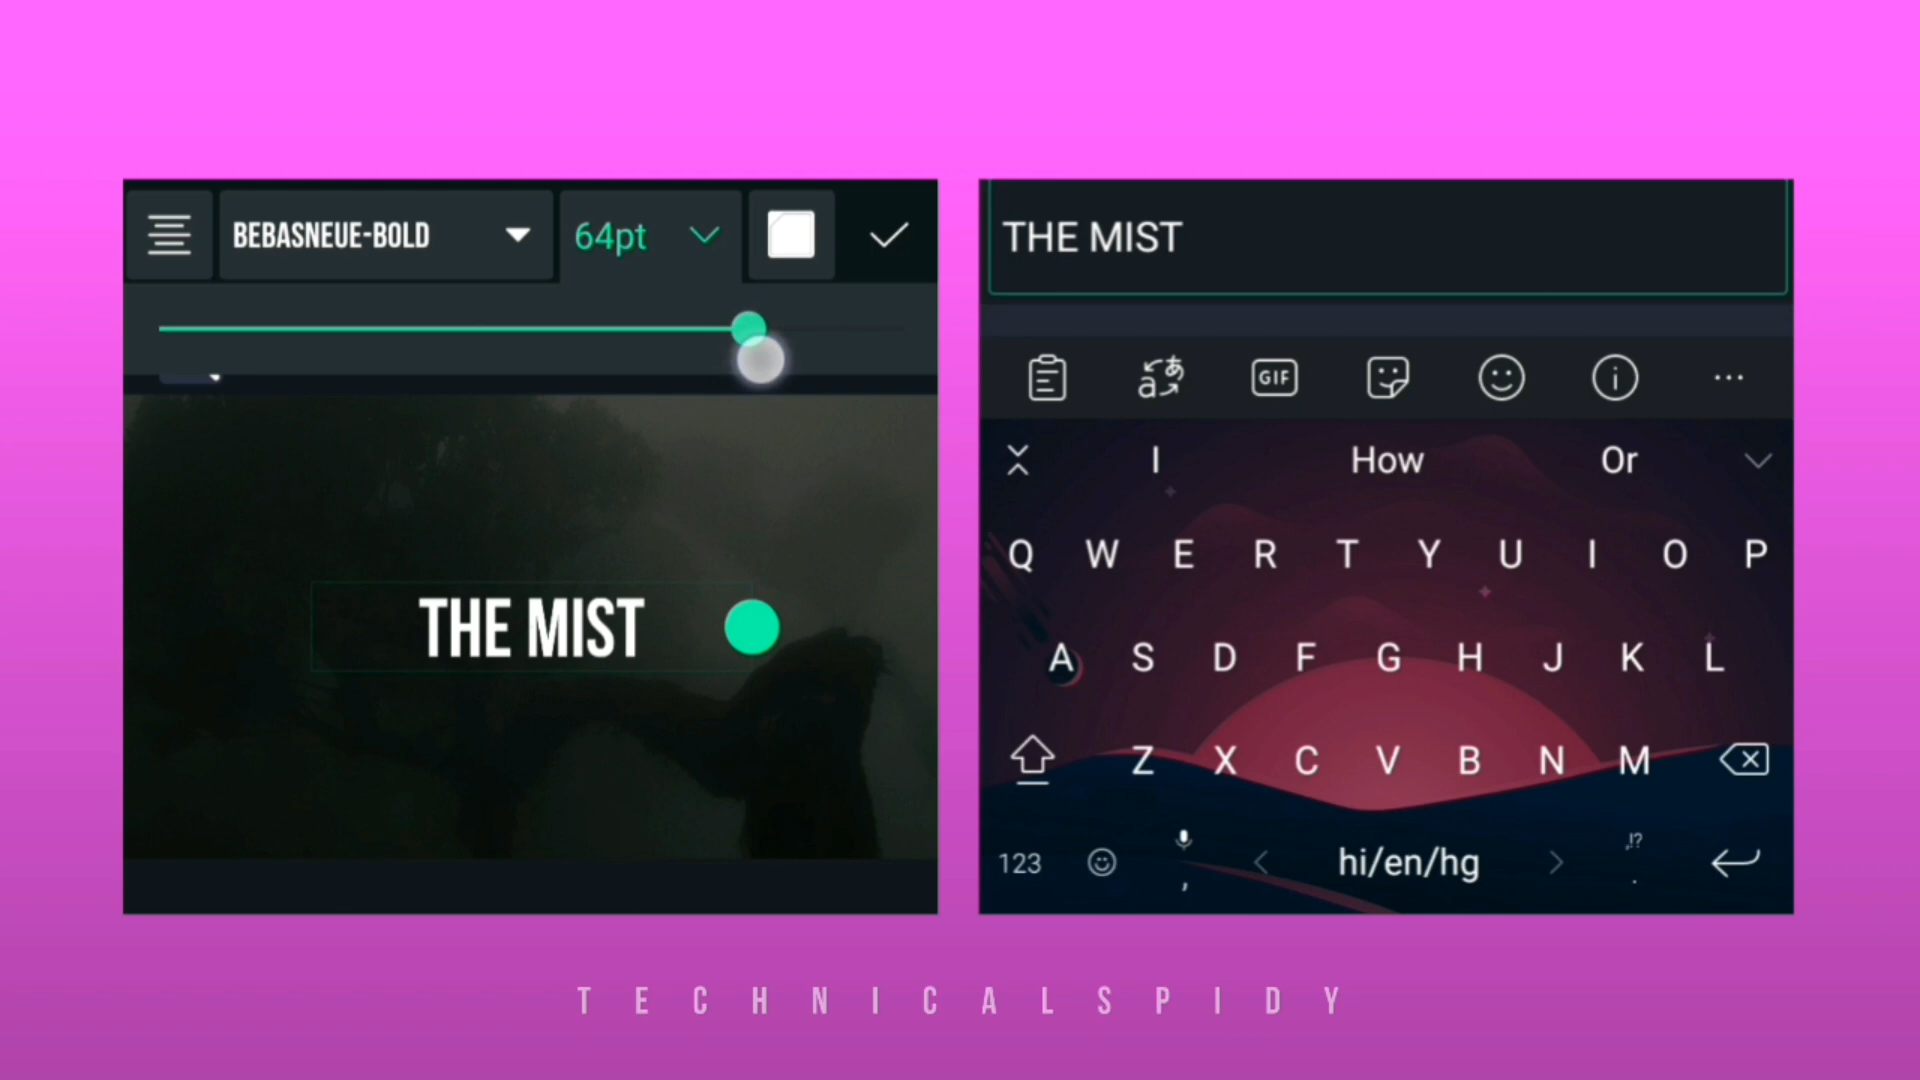 BEBASNEUE-BOLD
64pt
THE MIST
THE MIST
GIF
I How Or
Q W E R T Y U I O P
A S D F G H J K L
Z X C V B N M
123 , hi/en/hg ,!? .
TECHNICALSPIDY